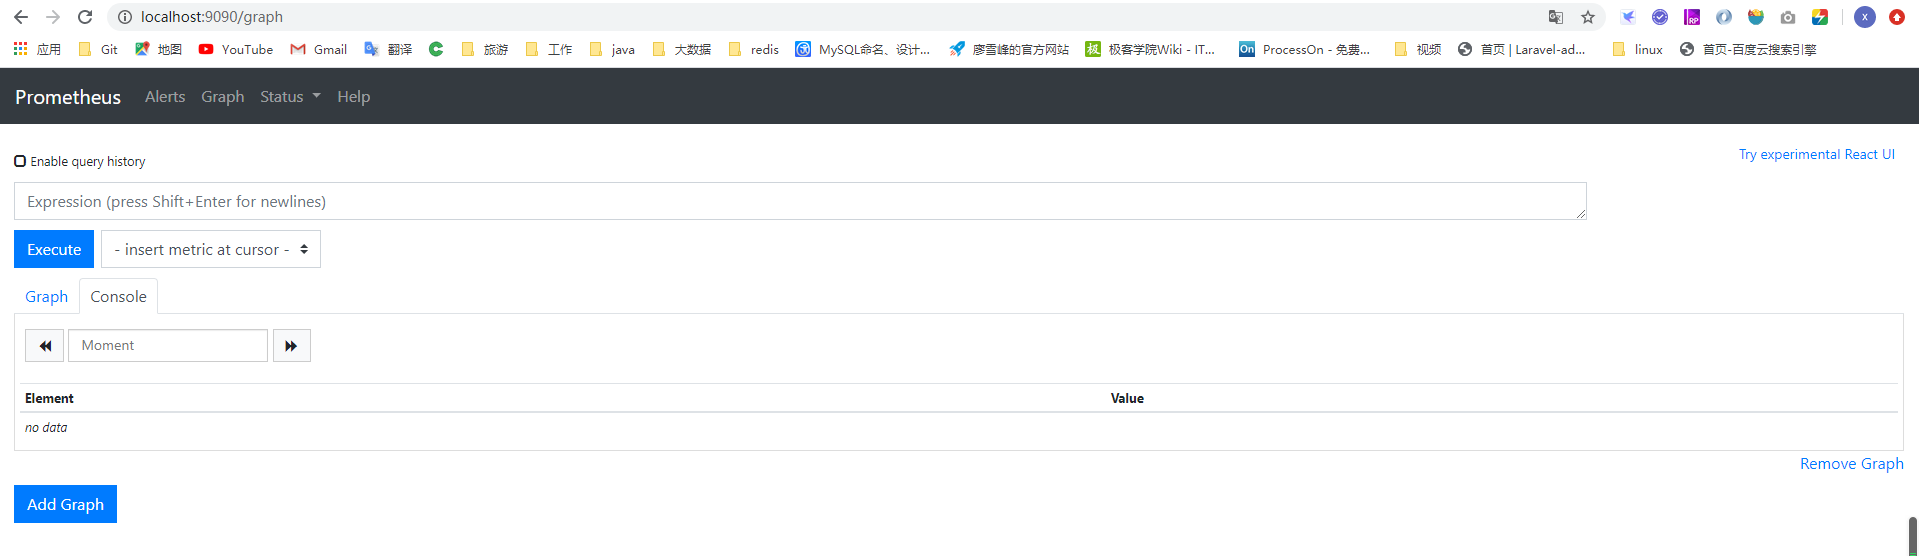 localhost:9090/graph
RP
x
应用 Git 地图 YouTube Gmail 翻译 旅游 工作 java 大数据 redis MySQL命名、设计... 廖雪峰的官方网站 极 极客学院Wiki - IT... On ProcessOn - 免费... 视频 首页 | Laravel-ad... linux 首页-百度云搜索引擎
Prometheus Alerts Graph Status Help
Enable query history
Try experimental React UI
Expression (press Shift+Enter for newlines)
Execute - insert metric at cursor -
Graph Console
Moment
Element Value
no data
Remove Graph
Add Graph